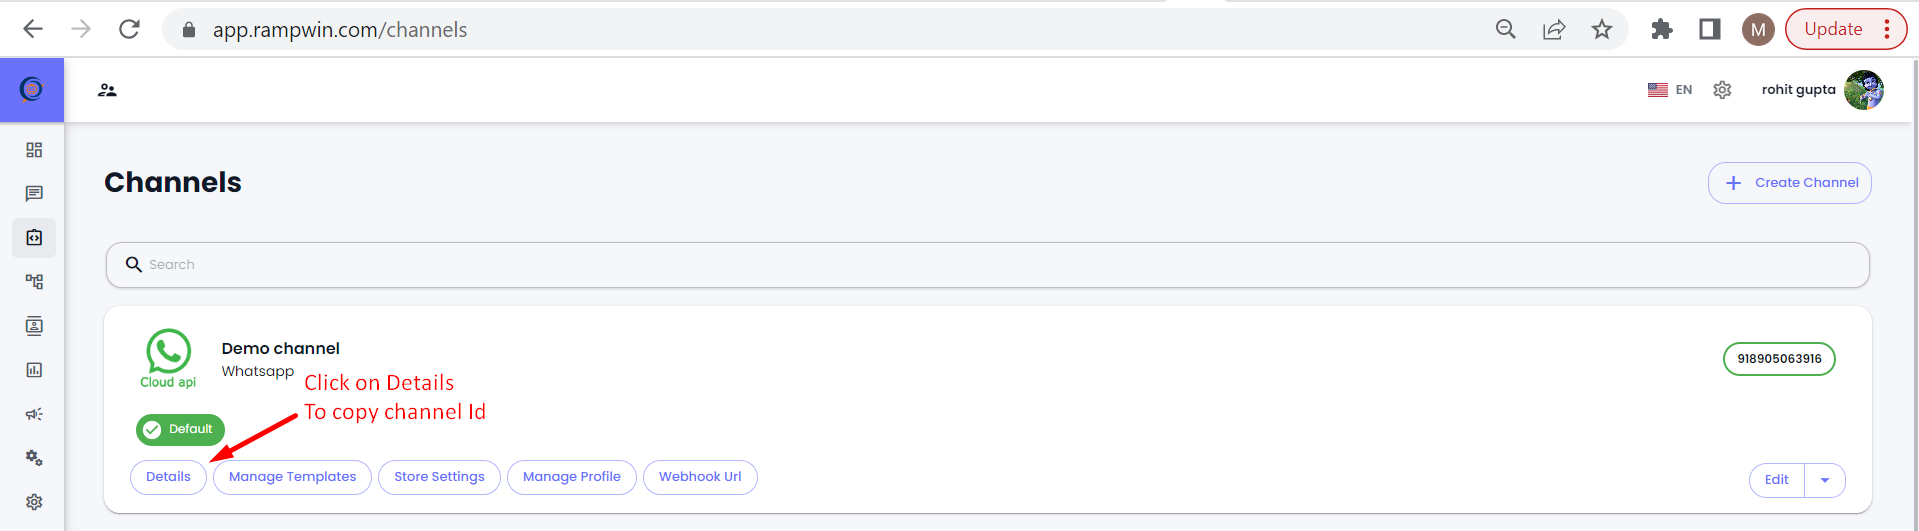 app.rampwin.com/channels
M
Update
EN
rohit gupta
Channels
Create Channel
Search
Demo channel
Whatsapp
Cloud api
918905063916
Click on Details
To copy channel Id
Default
Details
Manage Templates
Store Settings
Manage Profile
Webhook Url
Edit